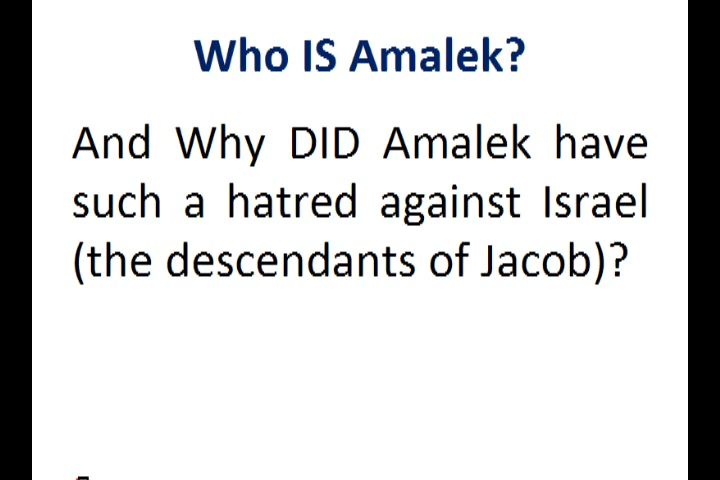 Who IS Amalek?
And Why DID Amalek have
such a hatred against Israel
(the descendants of Jacob)?